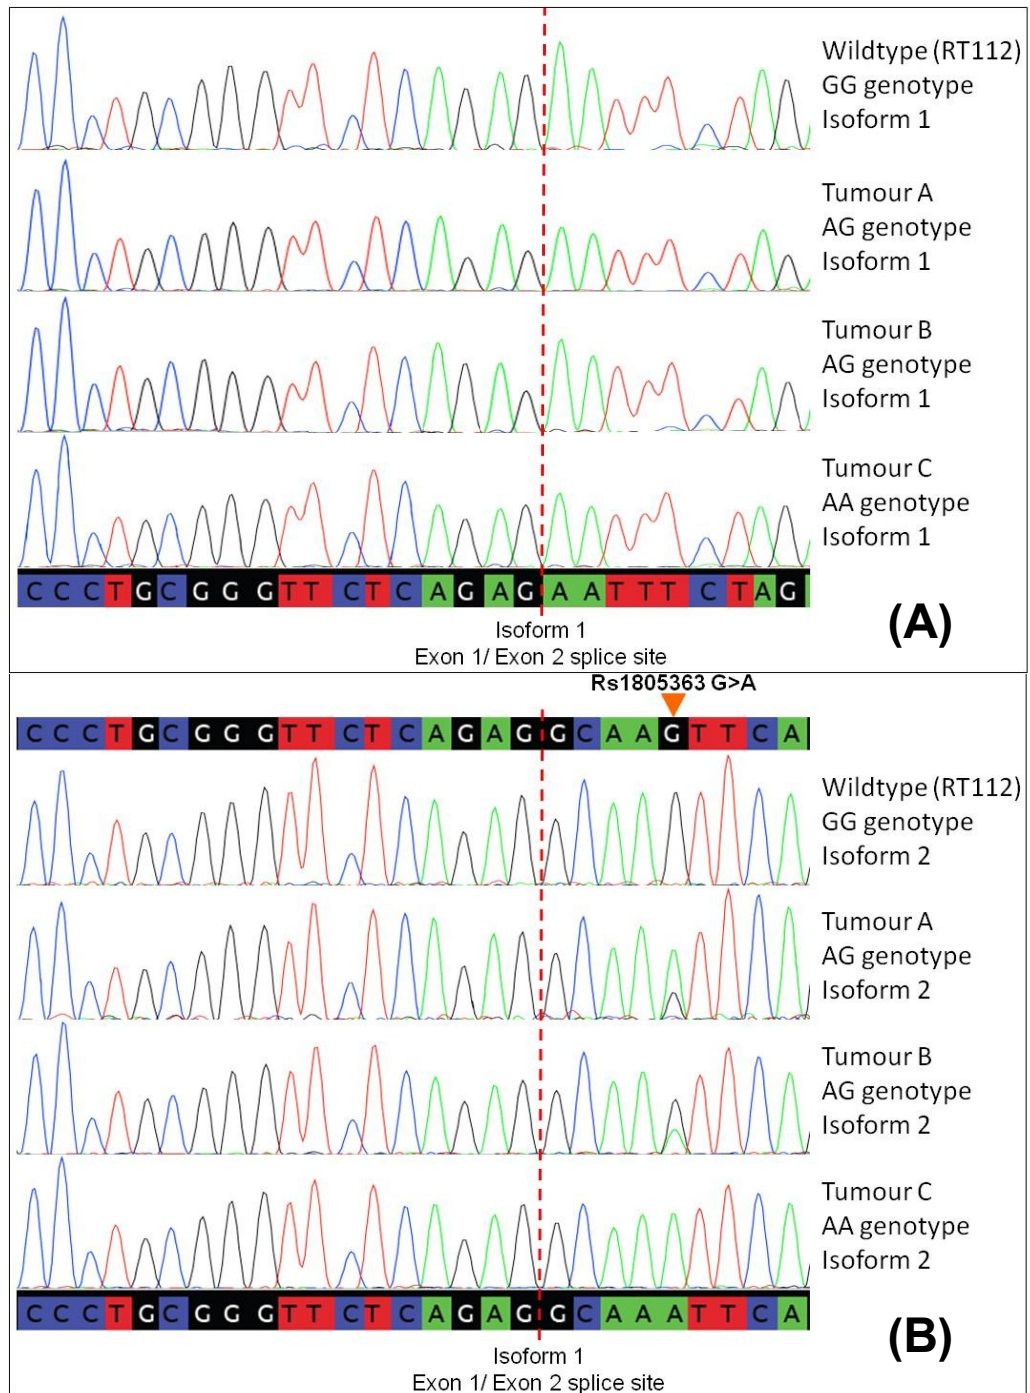 Wildtype (RT112)
GG genotype
Isoform 1
Tumour A
AG genotype
Isoform 1
Tumour B
AG genotype
Isoform 1
Tumour C
AA genotype
Isoform 1
C C C T G C G G G T T C T C A G A G A A T T T C T A G
(A)
Isoform 1
Exon 1/ Exon 2 splice site
Rs1805363 G>A
C C C T G C G G G T T C T C A G A G G C A A G T T C A
Wildtype (RT112)
GG genotype
Isoform 2
Tumour A
AG genotype
Isoform 2
Tumour B
AG genotype
Isoform 2
Tumour C
AA genotype
Isoform 2
C C C T G C G G G T T C T C A G A G G C A A A T T C A
(B)
Isoform 1
Exon 1/ Exon 2 splice site